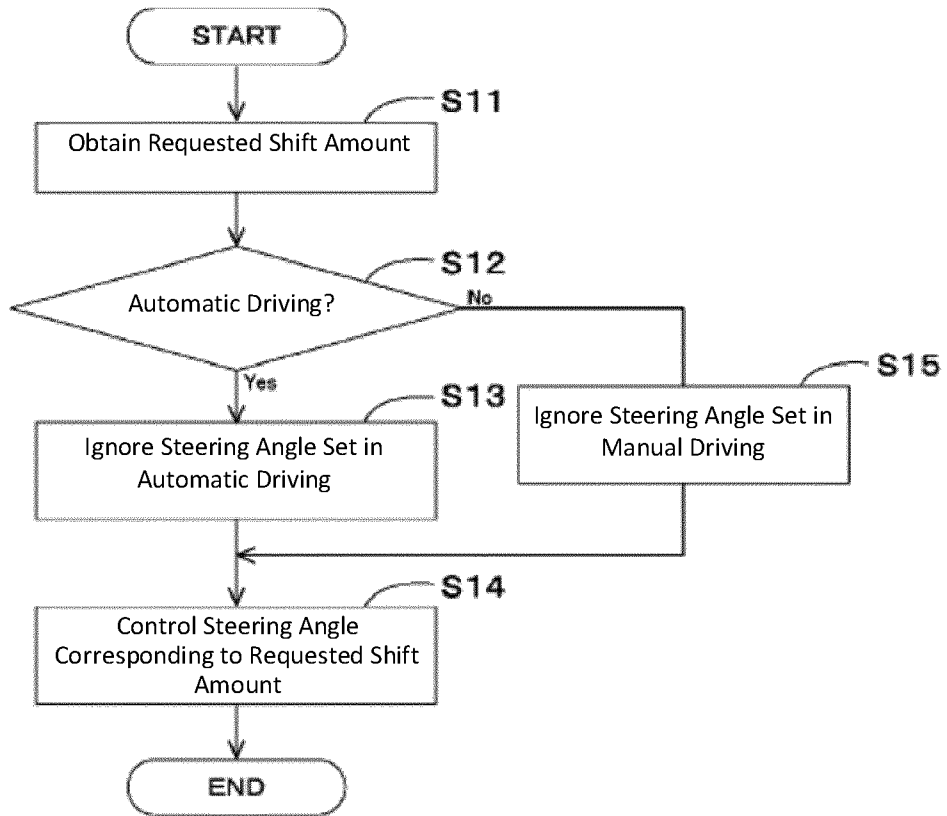 START
S11
Obtain Requested Shift Amount
S12
Automatic Driving?
No
Yes
S13
Ignore Steering Angle Set in
Automatic Driving
S15
Ignore Steering Angle Set in
Manual Driving
S14
Control Steering Angle
Corresponding to Requested Shift
Amount
END